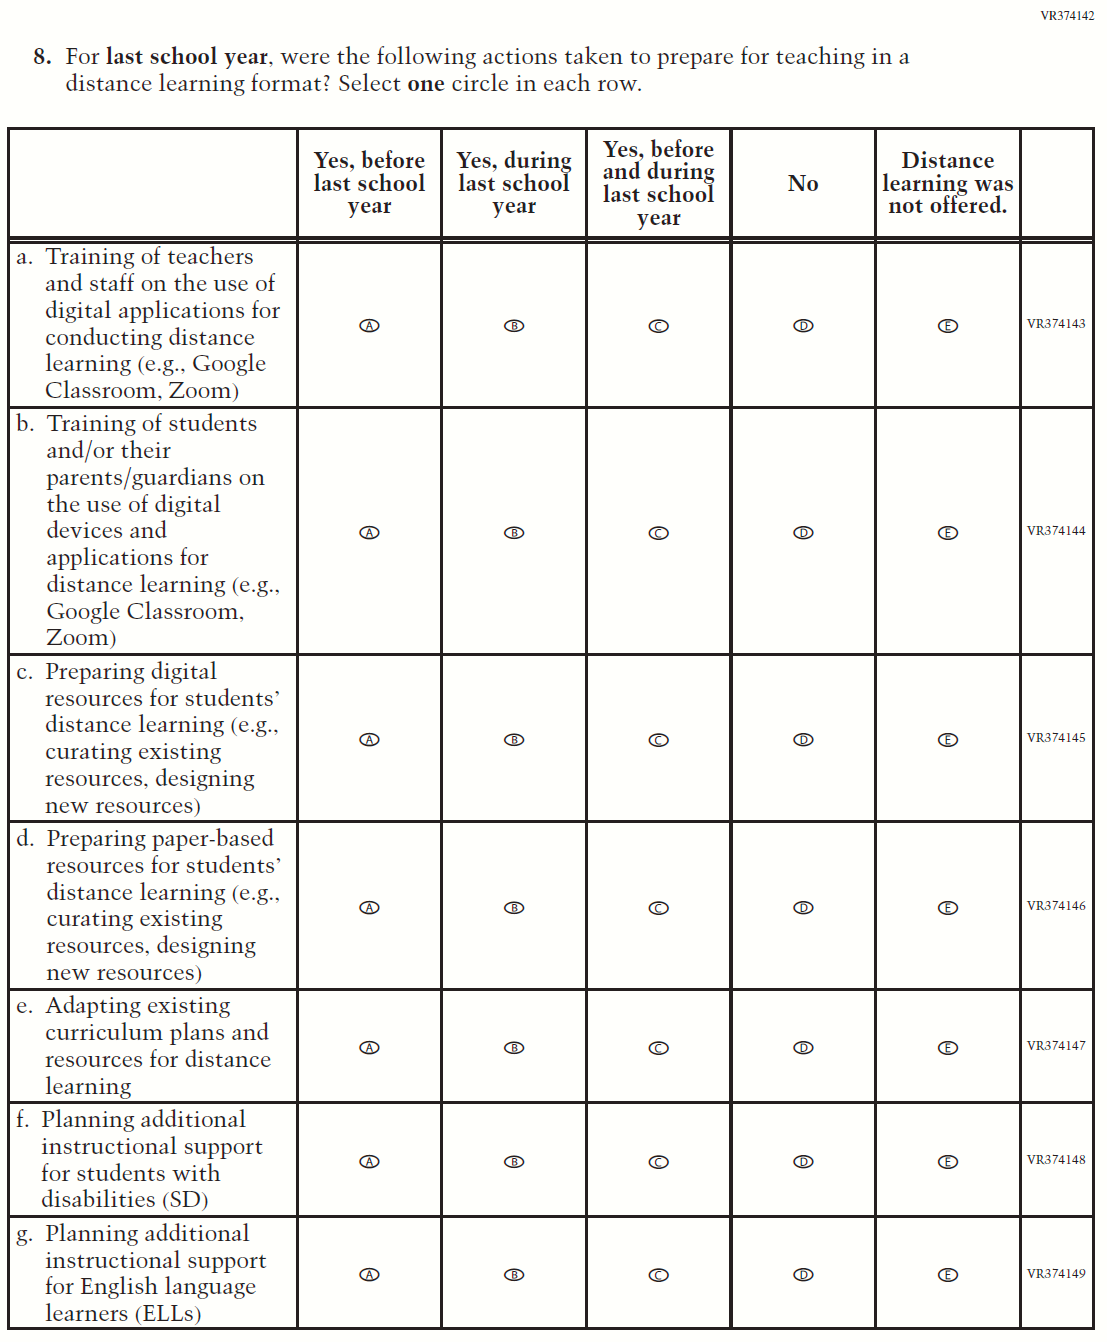 VR374142
8. For last school year, were the following actions taken to prepare for teaching in a
distance learning format? Select one circle in each row.
Yes, before
last school
year
Yes, during
last school
year
Yes, before
and during
last school
year
No
Distance
learning was
not offered.
a. Training of teachers
and staff on the use of
digital applications for
conducting distance
learning (e.g., Google
Classroom, Zoom)
A B C D E VR374143
b. Training of students
and/or their
parents/guardians on
the use of digital
devices and
applications for
distance learning (e.g.,
Google Classroom,
Zoom)
A B C D E VR374144
c. Preparing digital
resources for students’
distance learning (e.g.,
curating existing
resources, designing
new resources)
A B C D E VR374145
d. Preparing paper-based
resources for students’
distance learning (e.g.,
curating existing
resources, designing
new resources)
A B C D E VR374146
e. Adapting existing
curriculum plans and
resources for distance
learning
A B C D E VR374147
f. Planning additional
instructional support
for students with
disabilities (SD)
A B C D E VR374148
g. Planning additional
instructional support
for English language
learners (ELLs)
A B C D E VR374149